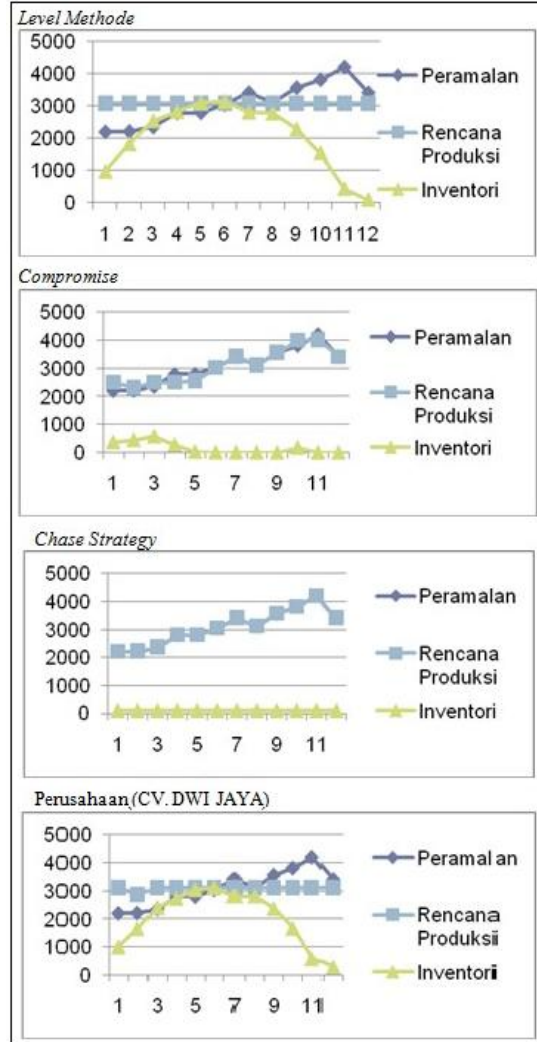 Level Methode
5000
4000
3000
2000
1000
0
1 2 3 4 5 6 7 8 9 10 11 12
Peramalan
Rencana
Produksi
Inventori
Compromise
5000
4000
3000
2000
1000
0
1 3 5 7 9 11
Peramalan
Rencana
Produksi
Inventori
Chase Strategy
5000
4000
3000
2000
1000
0
1 3 5 7 9 11
Peramalan
Rencana
Produksi
Inventori
Perusahaan (CV. DWI JAYA)
5000
4000
3000
2000
1000
0
1 3 5 7 9 11
Peramalan
Rencana
Produksi
Inventori